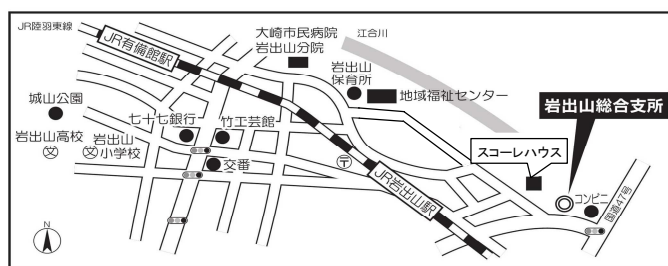 JR陸羽東線
JR有備館駅
大崎市民病院
岩出山分院
江合川
岩出山
保育所
地域福祉センター
城山公園
七十七銀行
竹工芸館
岩出山総合支所
スコーレハウス
岩出山高校
文
文
岩出山
小学校
交番
〒
JR岩出山駅
コンビニ
国道47号
N